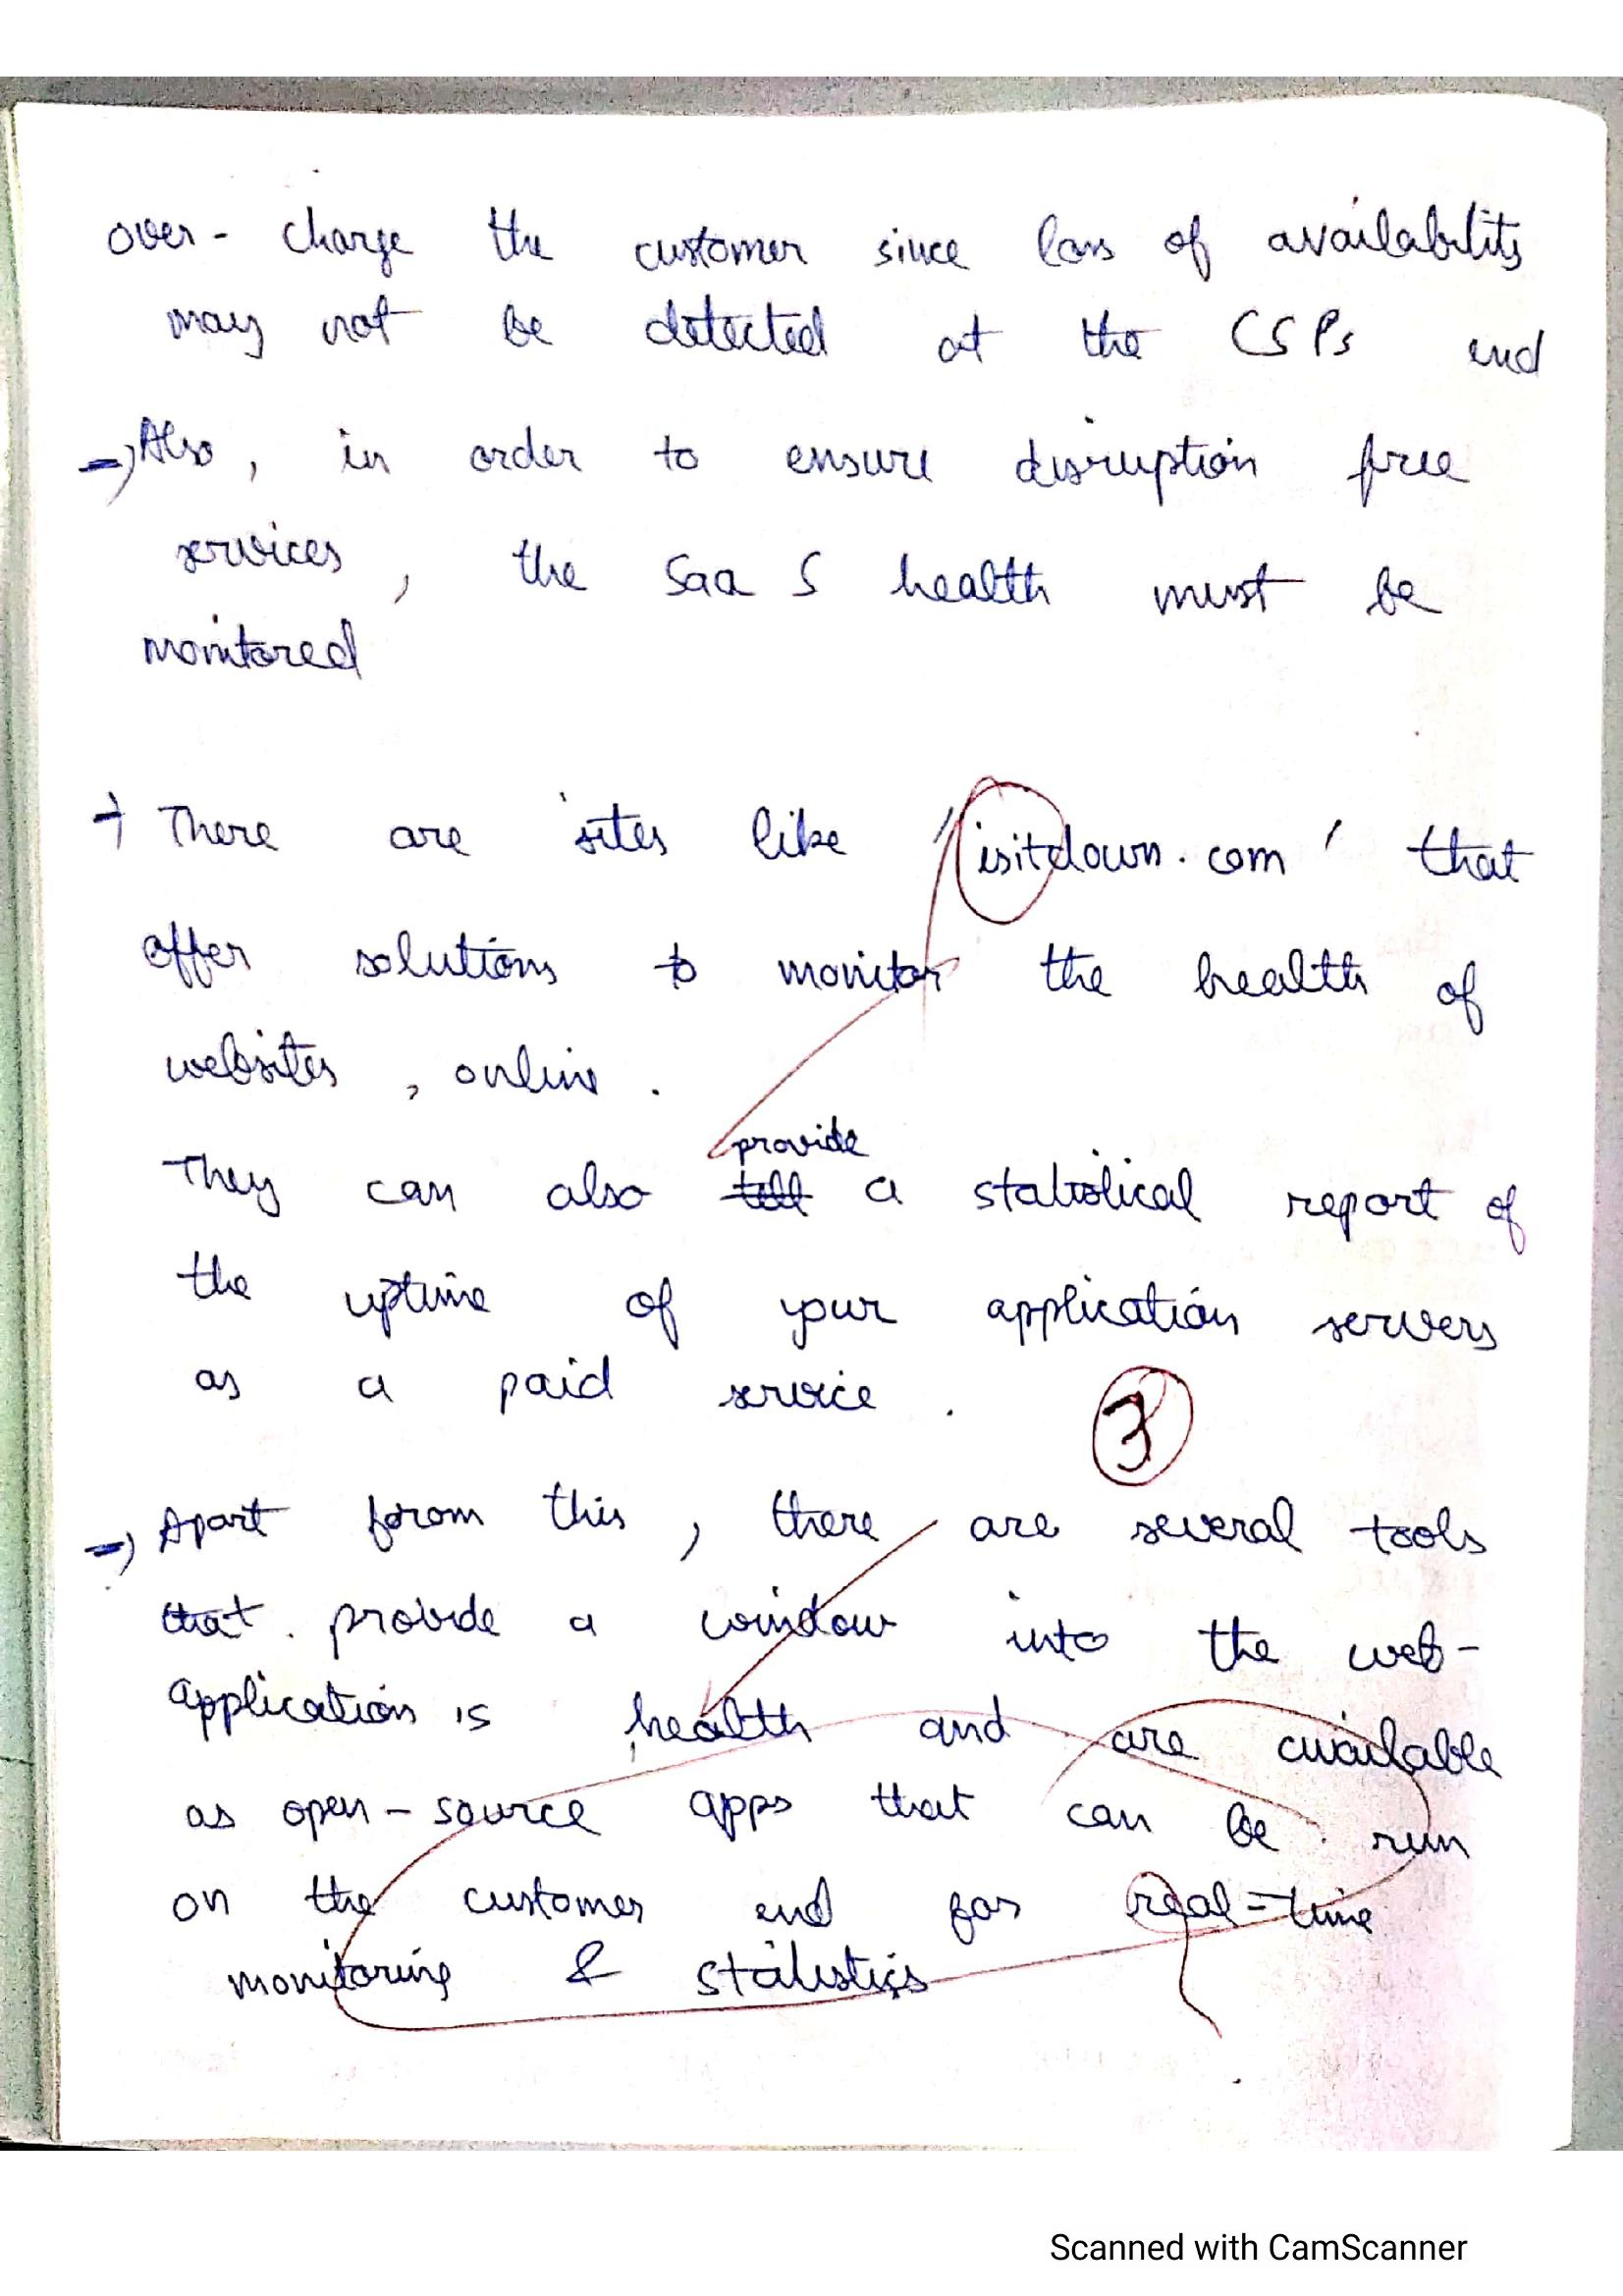 over- charge the customer since loss of availability
may not be detected at the CSPs end
→ Also, in order to ensure disruption free
services, the SaaS health must be
monitored
→ There are sites like 'isitdown.com' that
offer solutions to monitor the health of
websites, online.
provide
They can also tell a statistical report of
the uptime of your application servers
as a paid service.
3
→ Apart from this, there are several tools
that provide a window into the web-
application is health and are available
as open-source apps that can be run
on the customer end for real-time
monitoring & statistics
Scanned with CamScanner